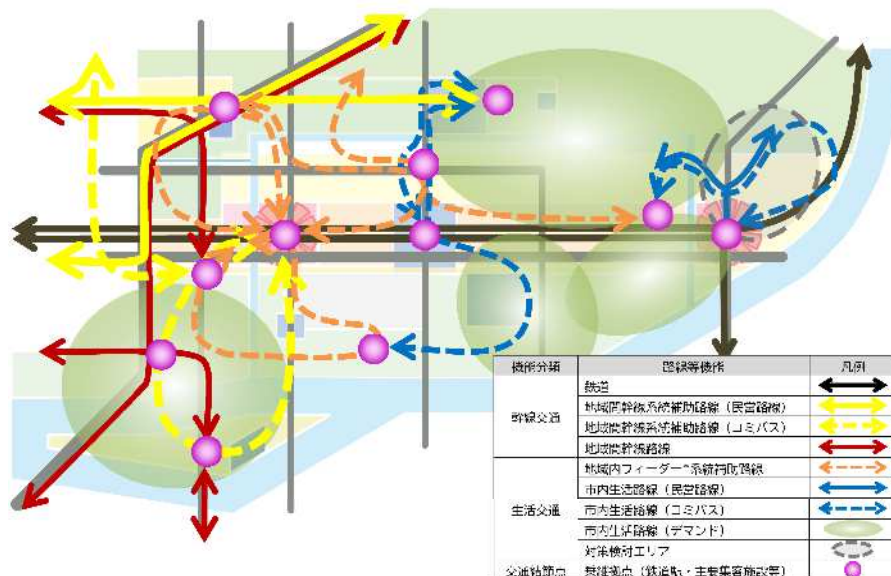 機能分類 路線等機能 凡例
鉄道
地域間幹線系統補助路線（民営路線）
幹線交通
地域間幹線系統補助路線（コミバス）
地域間幹線路線
地域内フィーダー系統補助路線
市内生活路線（民営路線）
生活交通
市内生活路線（コミバス）
市内生活路線（デマンド）
対策検討エリア
交通結節点 乗継拠点（鉄道駅・主要集客施設等）